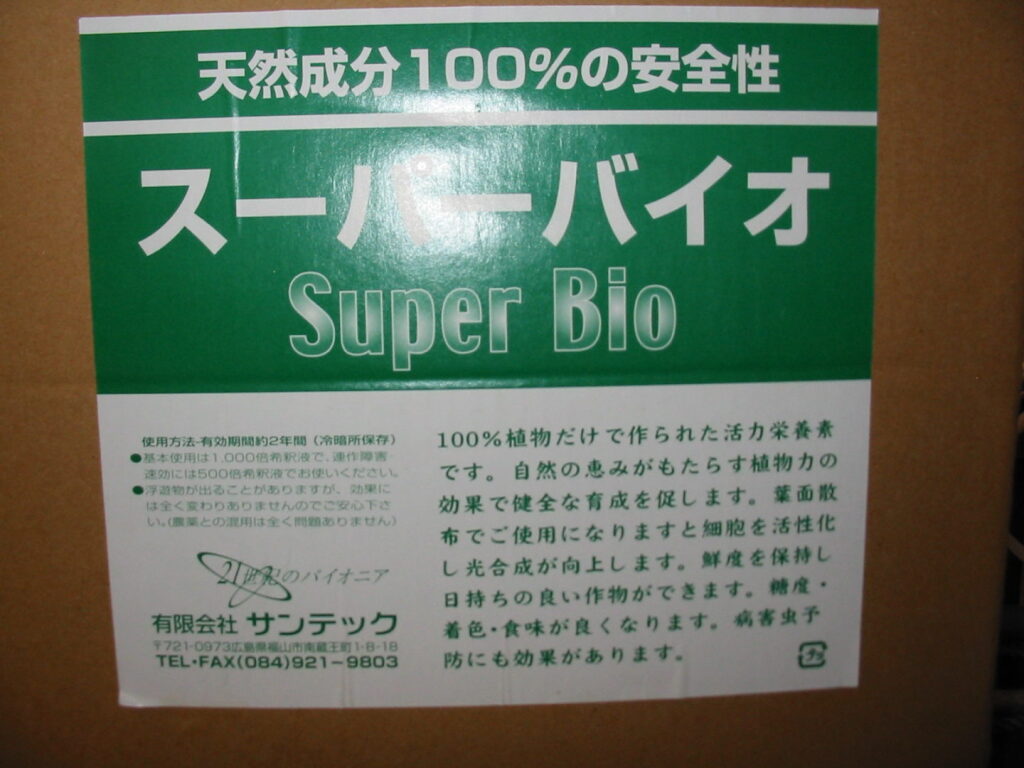 天然成分100%の安全性
スーパーバイオ
Super Bio
使用方法-有効期間約2年間（冷暗所保存）
●基本使用は1,000倍希釈液で、連作障害・
速効には500倍希釈液でお使いください。
●浮遊物が出ることがありますが、効果に
は全く変わりありませんのでご安心下さ
い。（農薬との混用は全く問題ありません）
21世紀のパイオニア
有限会社 サンテック
〒721-0973広島県福山市南蔵王町1-8-18
TEL・FAX(084)921－9803
100％植物だけで作られた活力栄養素
です。自然の恵みがもたらす植物力の
効果で健全な育成を促します。葉面散
布でご使用になりますと細胞を活性化
し光合成が向上します。鮮度を保持し
日持ちの良い作物ができます。糖度・
着色・食味が良くなります。病害虫予
防にも効果があります。